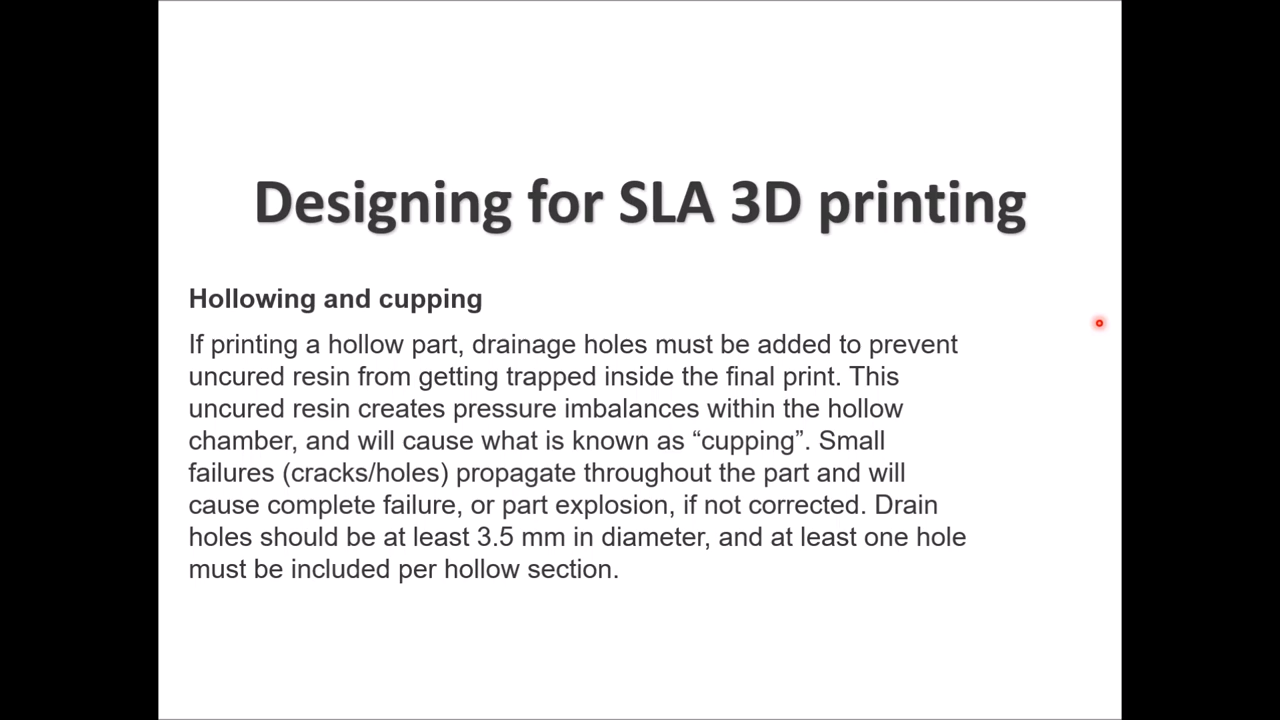 Designing for SLA 3D printing
Hollowing and cupping
If printing a hollow part, drainage holes must be added to prevent
uncured resin from getting trapped inside the final print. This
uncured resin creates pressure imbalances within the hollow
chamber, and will cause what is known as “cupping”. Small
failures (cracks/holes) propagate throughout the part and will
cause complete failure, or part explosion, if not corrected. Drain
holes should be at least 3.5 mm in diameter, and at least one hole
must be included per hollow section.